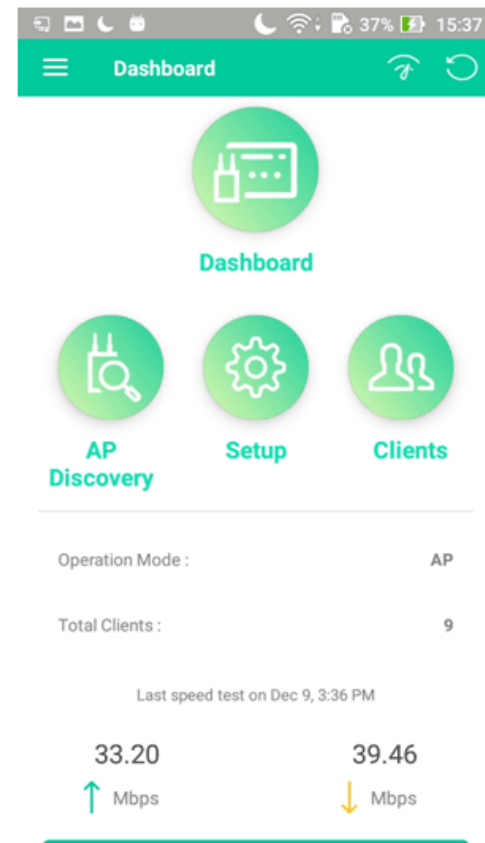 37% 15:37
Dashboard
Dashboard
AP
Discovery
Setup
Clients
Operation Mode : AP
Total Clients : 9
Last speed test on Dec 9, 3:36 PM
33.20 39.46
↑ Mbps ↓ Mbps